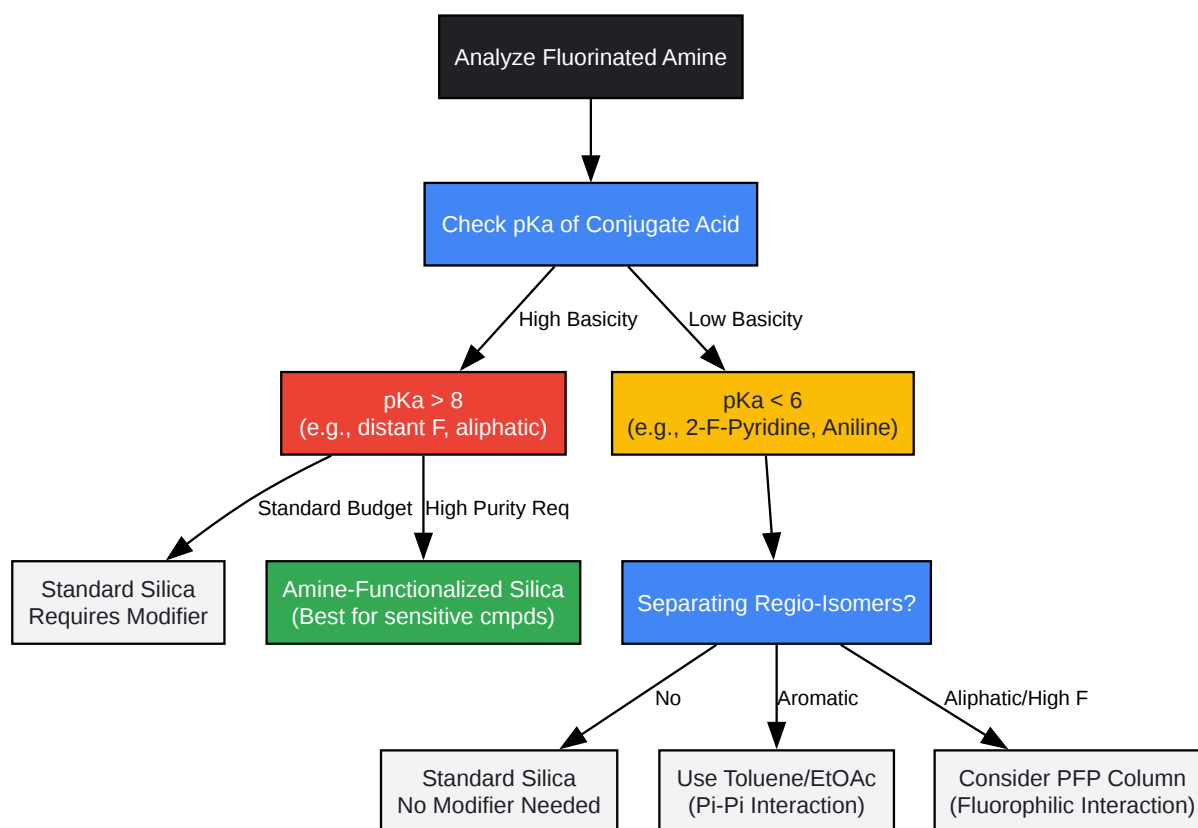 Analyze Fluorinated Amine
Check pKa of Conjugate Acid
High Basicity
Low Basicity
pKa > 8
(e.g., distant F, aliphatic)
pKa < 6
(e.g., 2-F-Pyridine, Aniline)
Standard Budget
High Purity Req
Standard Silica
Requires Modifier
Amine-Functionalized Silica
(Best for sensitive cmpds)
Separating Regio-Isomers?
No
Aromatic
Aliphatic/High F
Standard Silica
No Modifier Needed
Use Toluene/EtOAc
(Pi-Pi Interaction)
Consider PFP Column
(Fluorophilic Interaction)